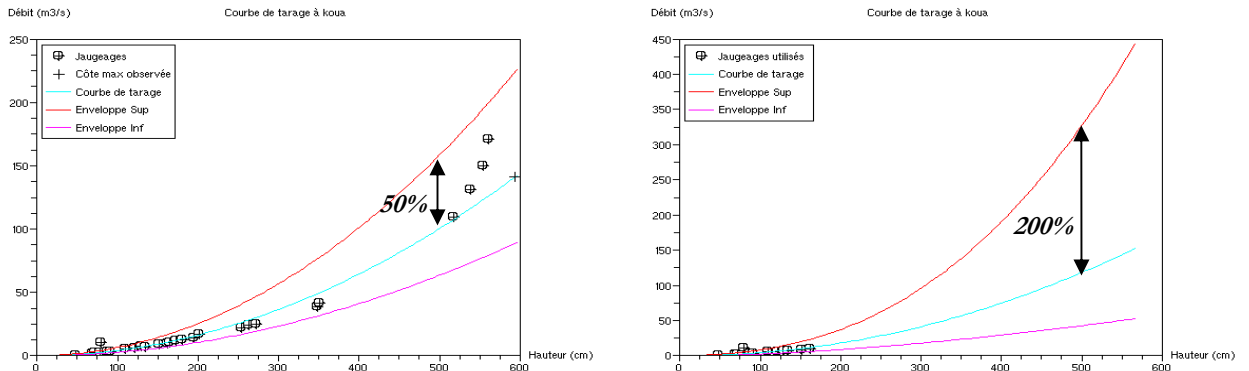 Débit (m3/s) Courbe de tarage à koua
250
200
150
100
50
0
Jaugeages
Côte max observée
Courbe de tarage
Enveloppe Sup
Enveloppe Inf
50%
Hauteur (cm)
0 100 200 300 400 500 600
Débit (m3/s) Courbe de tarage à koua
450
400
350
300
250
200
150
100
50
0
Jaugeages utilisés
Courbe de tarage
Enveloppe Sup
Enveloppe Inf
200%
Hauteur (cm)
0 100 200 300 400 500 600